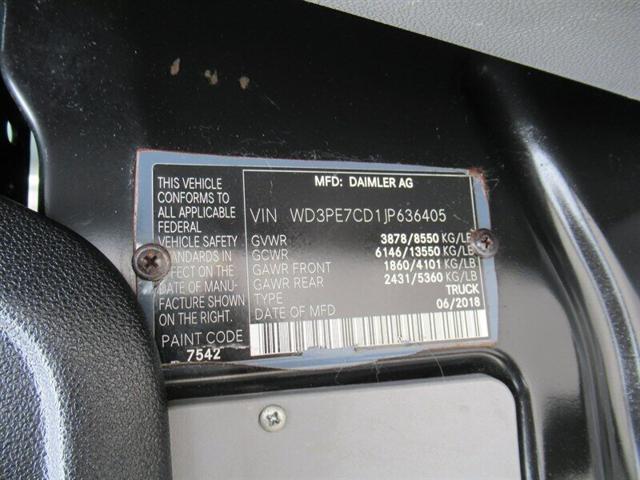 THIS VEHICLE
CONFORMS TO
ALL APPLICABLE
FEDERAL
VEHICLE SAFETY
STANDARDS IN
EFFECT ON THE
DATE OF MANU-
FACTURE SHOWN
ON THE RIGHT.
PAINT CODE
7542
MFD: DAIMLER AG
VIN WD3PE7CD1JP636405
GVWR 3878/8550 KG/LB
GCWR 6146/13550 KG/LB
GAWR FRONT 1860/4101 KG/LB
GAWR REAR 2431/5360 KG/LB
TYPE TRUCK
DATE OF MFD 06/2018